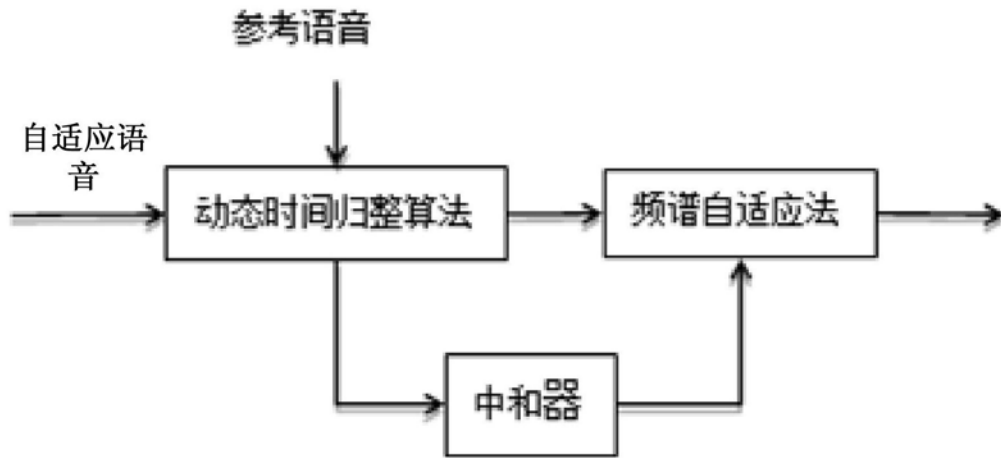 参考语音
自适应语
音
动态时间归整算法
频谱自适应法
中和器